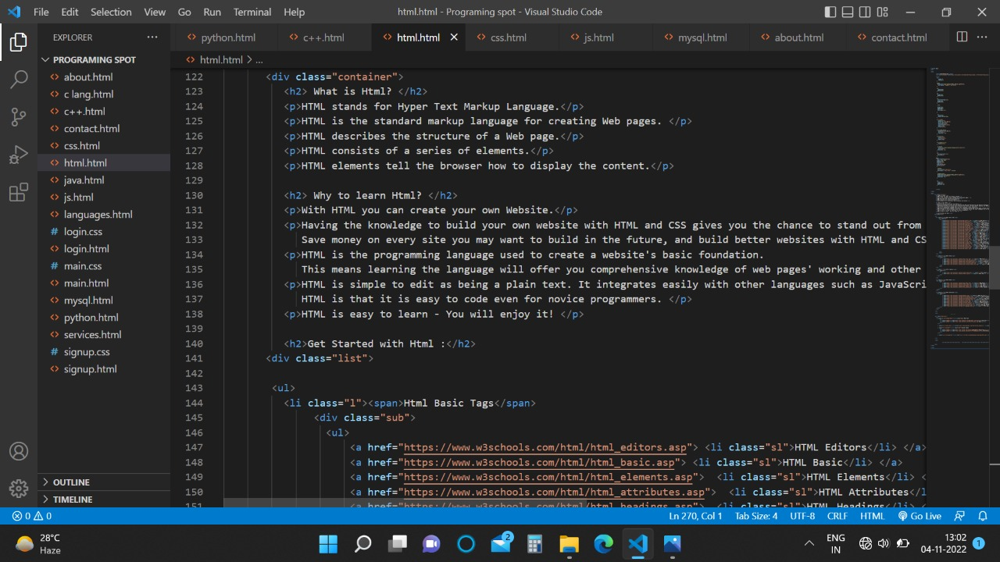 File Edit Selection View Go Run Terminal Help html.html - Programing spot - Visual Studio Code
EXPLORER
PROGRAMING SPOT
about.html
c lang.html
c++.html
contact.html
css.html
html.html
java.html
js.html
languages.html
login.css
login.html
main.css
main.html
mysql.html
python.html
services.html
signup.css
signup.html
OUTLINE
TIMELINE
python.html c++.html html.html css.html js.html mysql.html about.html contact.html
html.html > ...
122 <div class="container">
123 <h2> What is Html? </h2>
124 <p>HTML stands for Hyper Text Markup Language.</p>
125 <p>HTML is the standard markup language for creating Web pages. </p>
126 <p>HTML describes the structure of a Web page.</p>
127 <p>HTML consists of a series of elements.</p>
128 <p>HTML elements tell the browser how to display the content.</p>
129
130 <h2> Why to learn Html? </h2>
131 <p>With HTML you can create your own Website.</p>
132 <p>Having the knowledge to build your own website with HTML and CSS gives you the chance to stand out from
133 Save money on every site you may want to build in the future, and build better websites with HTML and CS
134 <p>HTML is the programing language used to create a website's basic foundation.
135 This means learning the language will offer you comprehensive knowledge of web pages' working and other
136 <p>HTML is simple to edit as being a plain text. It integrates easily with other languages such as JavaScri
137 HTML is that it is easy to code even for novice programmers. </p>
138 <p>HTML is easy to learn - You will enjoy it! </p>
139
140 <h2>Get Started with Html :</h2>
141 <div class="list">
142
143 <ul>
144 <li class="l"><span>Html Basic Tags</span>
145 <div class="sub">
146 <ul>
147 <a href="https://www.w3schools.com/html/html_editors.asp"> <li class="sl">HTML Editors</li> </a>
148 <a href="https://www.w3schools.com/html/html_basic.asp"> <li class="sl">HTML Basic</li> </a>
149 <a href="https://www.w3schools.com/html/html_elements.asp"> <li class="sl">HTML Elements</li> <
150 <a href="https://www.w3schools.com/html/html_attributes.asp"> <li class="sl">HTML Attributes</l
151 <a href="https://www.w3schools.com/html/html_headings.asp"> <li class="sl">HTML Headings</li> <
0 0 Ln 270, Col 1 Tab Size: 4 UTF-8 CRLF HTML Go Live
28°C
Haze
2
ENG
IN
13:02
04-11-2022
1